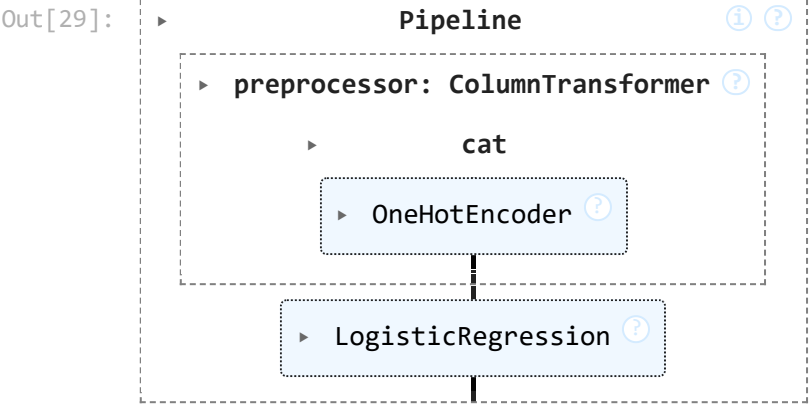 Out[29]: Pipeline i ?
preprocessor: ColumnTransformer ?
cat
OneHotEncoder ?
LogisticRegression ?